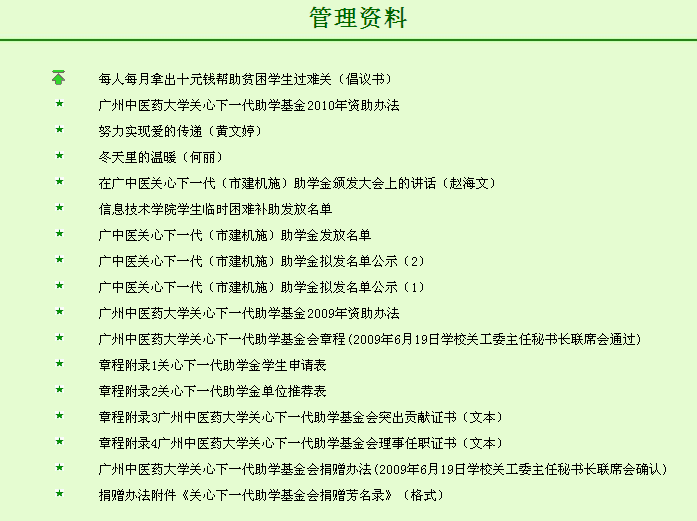 管理资料
每人每月拿出十元钱帮助贫困学生过难关（倡议书）
广州中医药大学关心下一代助学基金2010年资助办法
努力实现爱的传递（黄文婷）
冬天里的温暖（何丽）
在广中医关心下一代（市建机施）助学金颁发大会上的讲话（赵海文）
信息技术学院学生临时困难补助发放名单
广中医关心下一代（市建机施）助学金发放名单
广中医关心下一代（市建机施）助学金拟发名单公示（2）
广中医关心下一代（市建机施）助学金拟发名单公示（1）
广州中医药大学关心下一代助学基金2009年资助办法
广州中医药大学关心下一代助学基金会章程(2009年6月19日学校关工委主任秘书长联席会通过)
章程附录1关心下一代助学金学生申请表
章程附录2关心下一代助学金单位推荐表
章程附录3广州中医药大学关心下一代助学基金会突出贡献证书（文本）
章程附录4广州中医药大学关心下一代助学基金会理事任职证书（文本）
广州中医药大学关心下一代助学基金会捐赠办法(2009年6月19日学校关工委主任秘书长联席会确认)
捐赠办法附件《关心下一代助学基金会捐赠芳名录》（格式）